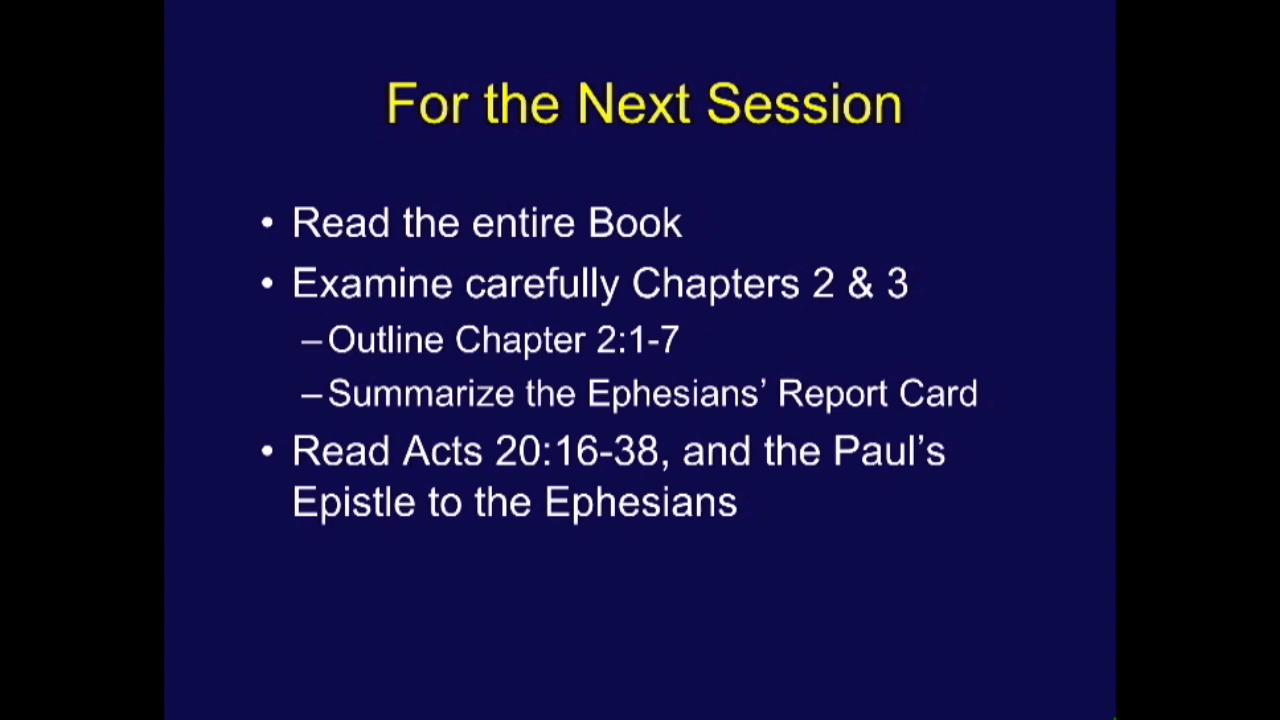 For the Next Session
• Read the entire Book
• Examine carefully Chapters 2 & 3
–Outline Chapter 2:1-7
–Summarize the Ephesians’ Report Card
• Read Acts 20:16-38, and the Paul’s
Epistle to the Ephesians